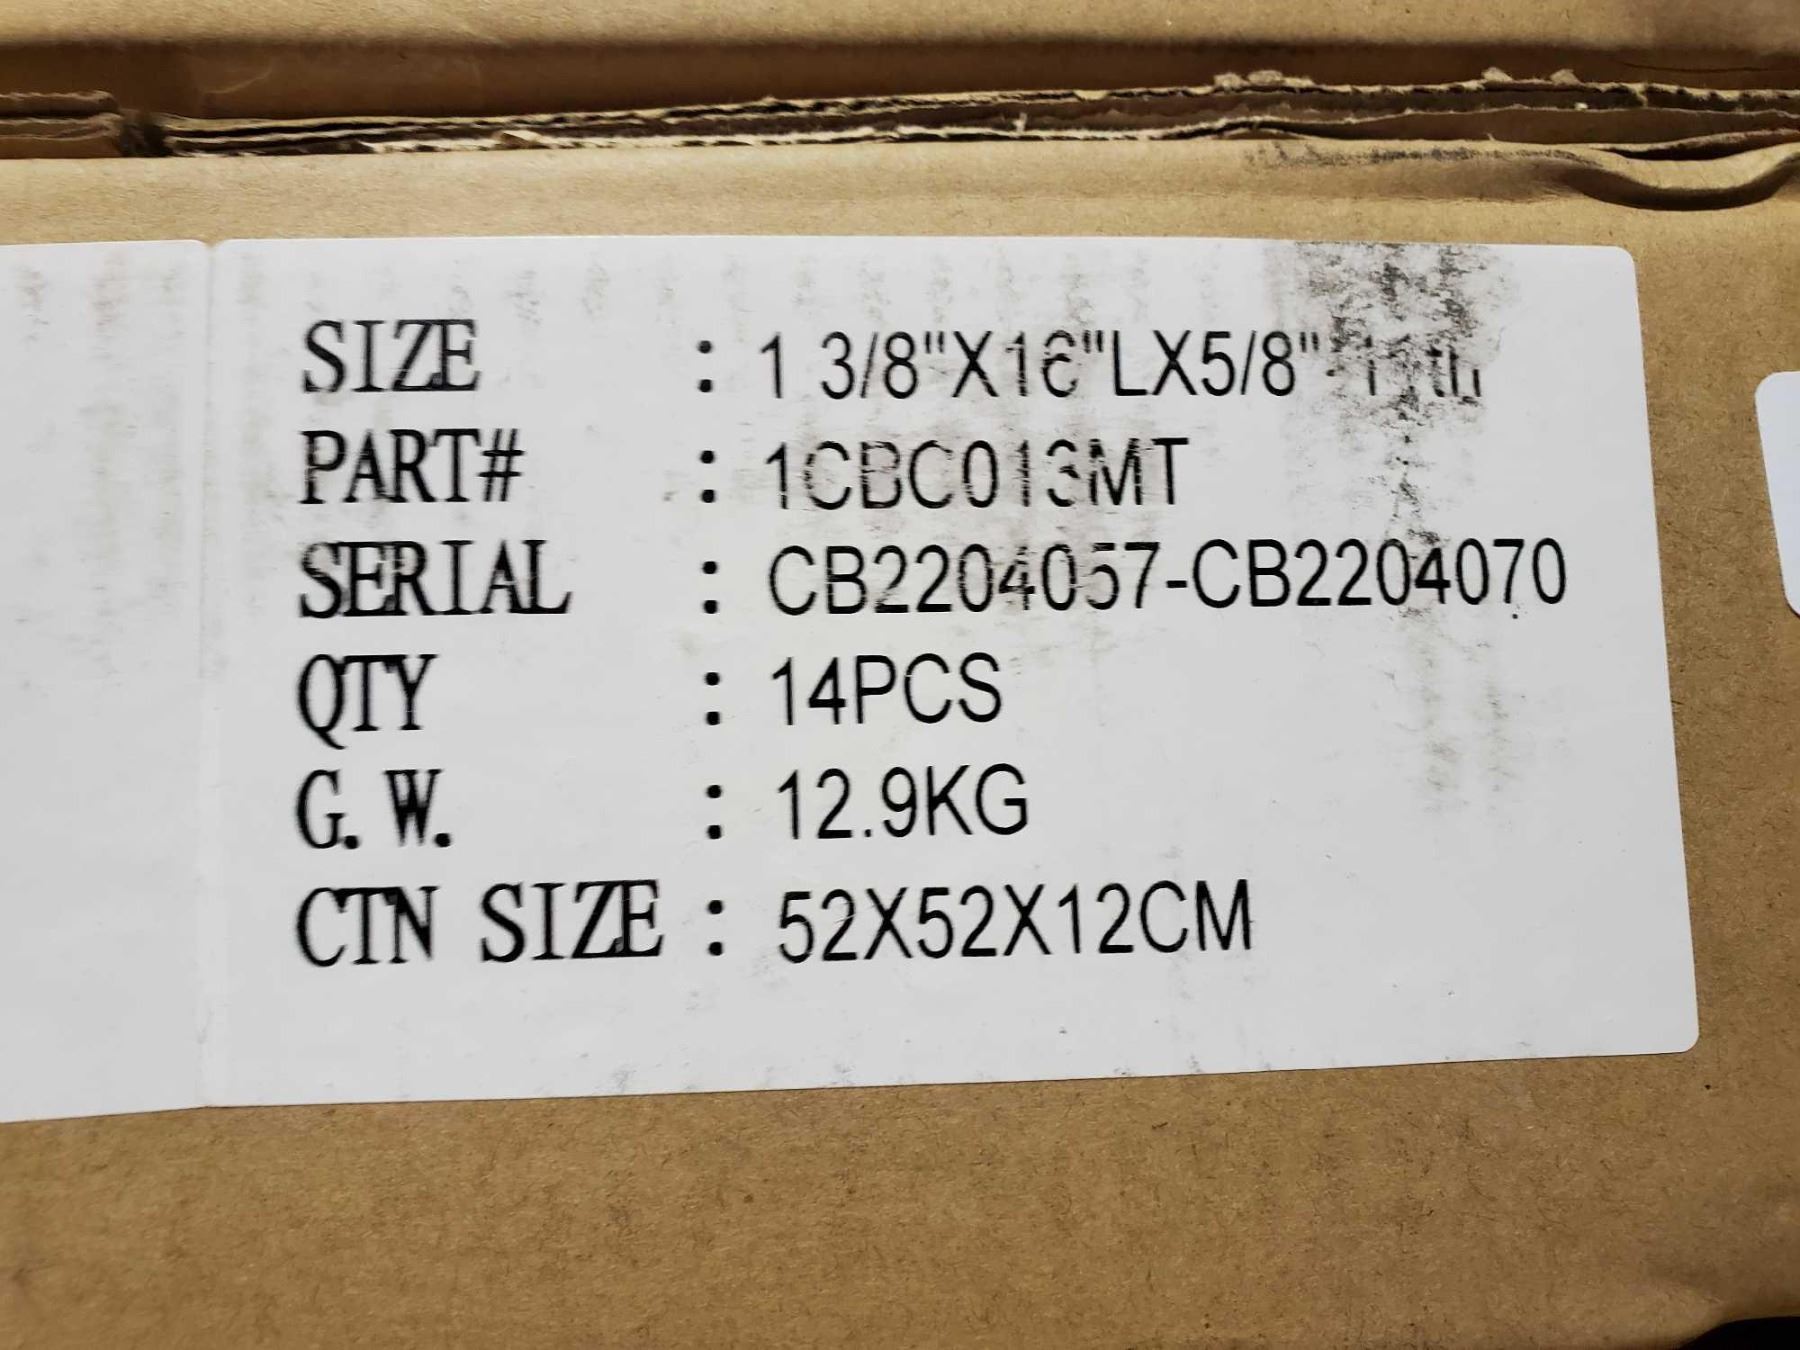 SIZE : 1 3/8"X16"LX5/8"-11th
PART# : 1CBC013MT
SERIAL : CB2204057-CB2204070
QTY : 14PCS
G.W. : 12.9KG
CTN SIZE : 52X52X12CM